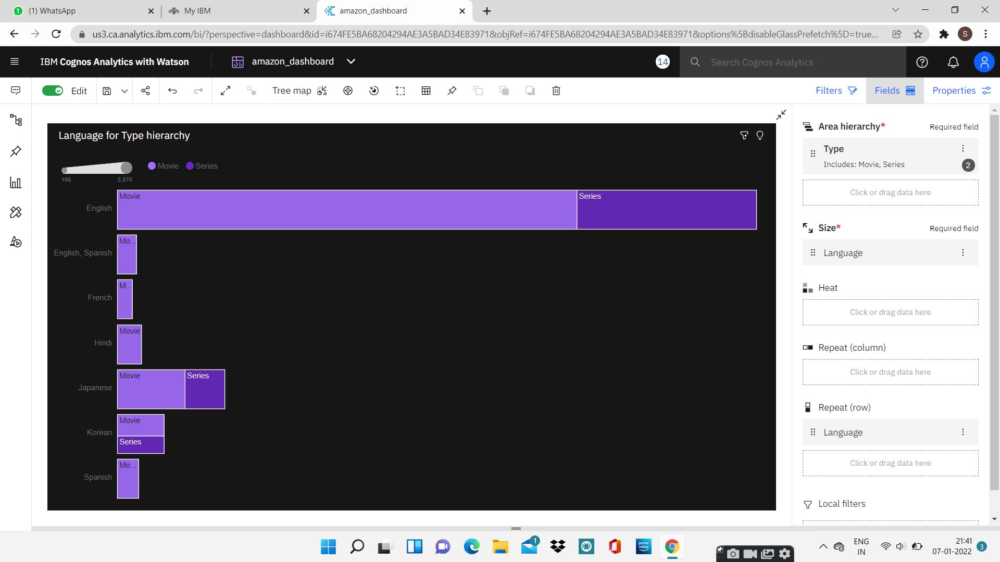 (1) WhatsApp
My IBM
amazon_dashboard
us3.ca.analytics.ibm.com/bi/?perspective=dashboard&id=i674FE5BA68204294AE3A5BAD34E83971&objRef=i674FE5BA68204294AE3A5BAD34E83971&options%5BdisableGlassPrefetch%5D=true...
S
IBM Cognos Analytics with Watson
amazon_dashboard
14
Search Cognos Analytics
Edit
Tree map
Filters
Fields
Properties
Language for Type hierarchy
196
5,076
Movie
Series
English
Movie
Series
English, Spanish
Mo...
French
M...
Hindi
Movie
Japanese
Movie
Series
Korean
Movie
Series
Spanish
Mo...
Area hierarchy*
Required field
Type
Includes: Movie, Series
2
Click or drag data here
Size*
Required field
Language
Heat
Click or drag data here
Repeat (column)
Click or drag data here
Repeat (row)
Language
Click or drag data here
Local filters
1
prime video
ENG
IN
21:41
07-01-2022
3